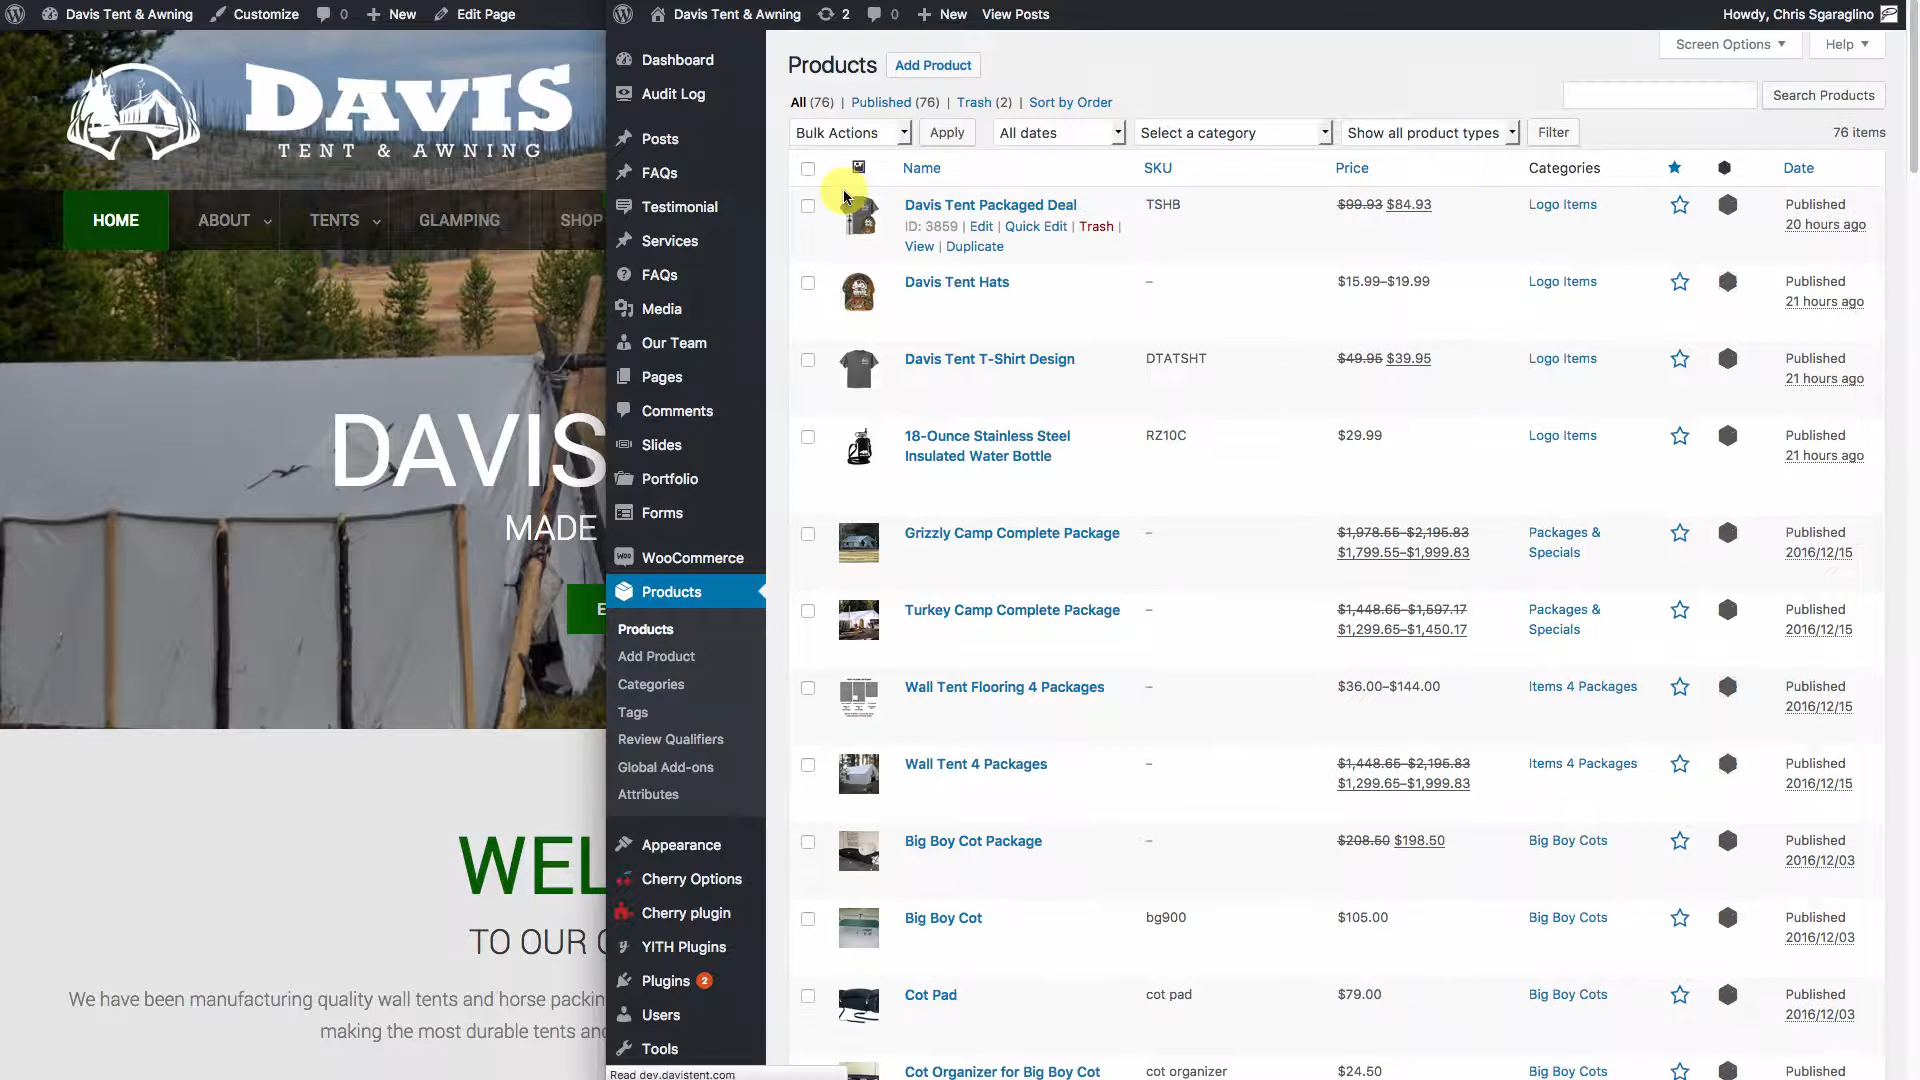 Davis Tent & Awning
Customize
0
New
Edit Page
DAVIS
TENT & AWNING
HOME
ABOUT
TENTS
GLAMPING
SHOP
DAVIS
MADE
E
WEL
TO OUR
We have been manufacturing quality wall tents and horse packin
making the most durable tents an
Davis Tent & Awning
2
0
New
View Posts
Howdy, Chris Sgaraglino
Dashboard
Audit Log
Posts
FAQs
Testimonial
Services
FAQs
Media
Our Team
Pages
Comments
Slides
Portfolio
Forms
WooCommerce
Products
Products
Add Product
Categories
Tags
Review Qualifiers
Global Add-ons
Attributes
Appearance
Cherry Options
Cherry plugin
YITH Plugins
Plugins 2
Users
Tools
Read dev.davistent.com
Screen Options
Help
Products
Add Product
All (76) | Published (76) | Trash (2) | Sort by Order
Search Products
Bulk Actions
Apply
All dates
Select a category
Show all product types
Filter
76 items
Name SKU Price Categories Date
Davis Tent Packaged Deal TSHB $99.93 $84.93 Logo Items Published
ID: 3859 | Edit | Quick Edit | Trash | 20 hours ago
View | Duplicate
Davis Tent Hats – $15.99–$19.99 Logo Items Published
21 hours ago
Davis Tent T-Shirt Design DTATSHT $49.95 $39.95 Logo Items Published
21 hours ago
18-Ounce Stainless Steel RZ10C $29.99 Logo Items Published
Insulated Water Bottle 21 hours ago
Grizzly Camp Complete Package – $1,978.55–$2,195.83 Packages & Published
$1,799.55–$1,999.83 Specials 2016/12/15
Turkey Camp Complete Package – $1,448.65–$1,597.17 Packages & Published
$1,299.65–$1,450.17 Specials 2016/12/15
Wall Tent Flooring 4 Packages – $36.00–$144.00 Items 4 Packages Published
2016/12/15
Wall Tent 4 Packages – $1,448.65–$2,195.83 Items 4 Packages Published
$1,299.65–$1,999.83 2016/12/15
Big Boy Cot Package – $208.50 $198.50 Big Boy Cots Published
2016/12/03
Big Boy Cot bg900 $105.00 Big Boy Cots Published
2016/12/03
Cot Pad cot pad $79.00 Big Boy Cots Published
2016/12/03
Cot Organizer for Big Boy Cot cot organizer $24.50 Big Boy Cots Published